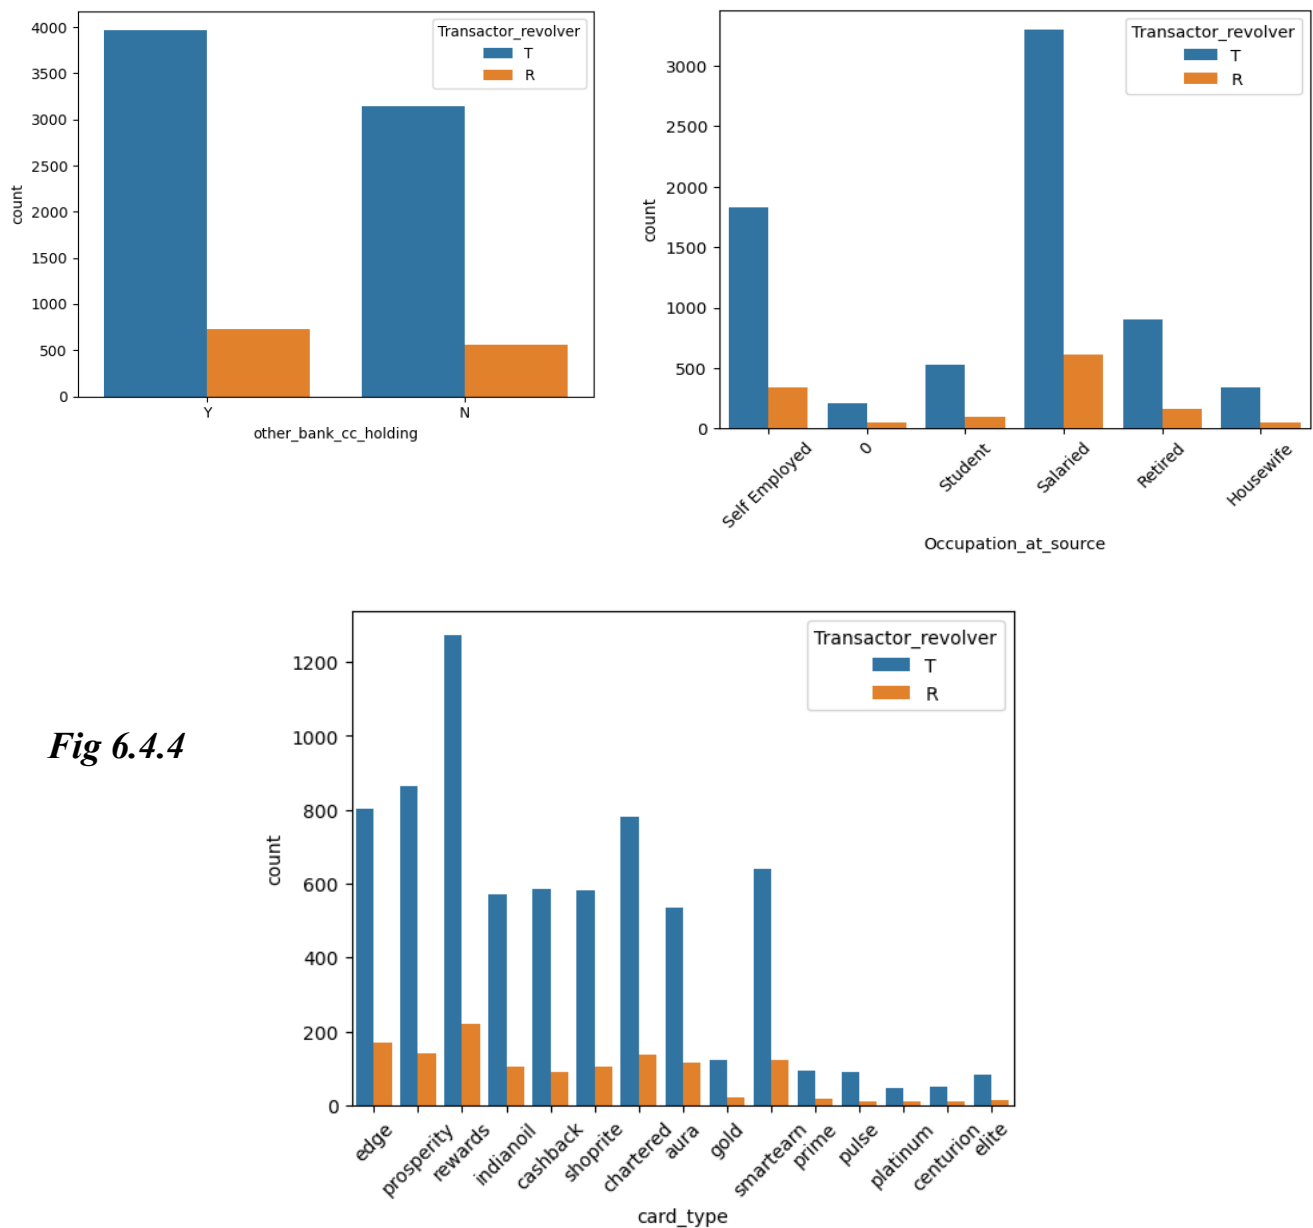 Transactor_revolver
T
R
4000
3500
3000
2500
2000
1500
1000
500
0
count
Y
N
other_bank_cc_holding
Transactor_revolver
T
R
3000
2500
2000
1500
1000
500
0
count
Self Employed
0
Student
Salaried
Retired
Housewife
Occupation_at_source
Fig 6.4.4
Transactor_revolver
T
R
1200
1000
800
600
400
200
0
count
edge
prosperity
rewards
indianoil
cashback
shoprite
chartered
aura
gold
smartearn
prime
pulse
platinum
centurion
elite
card_type